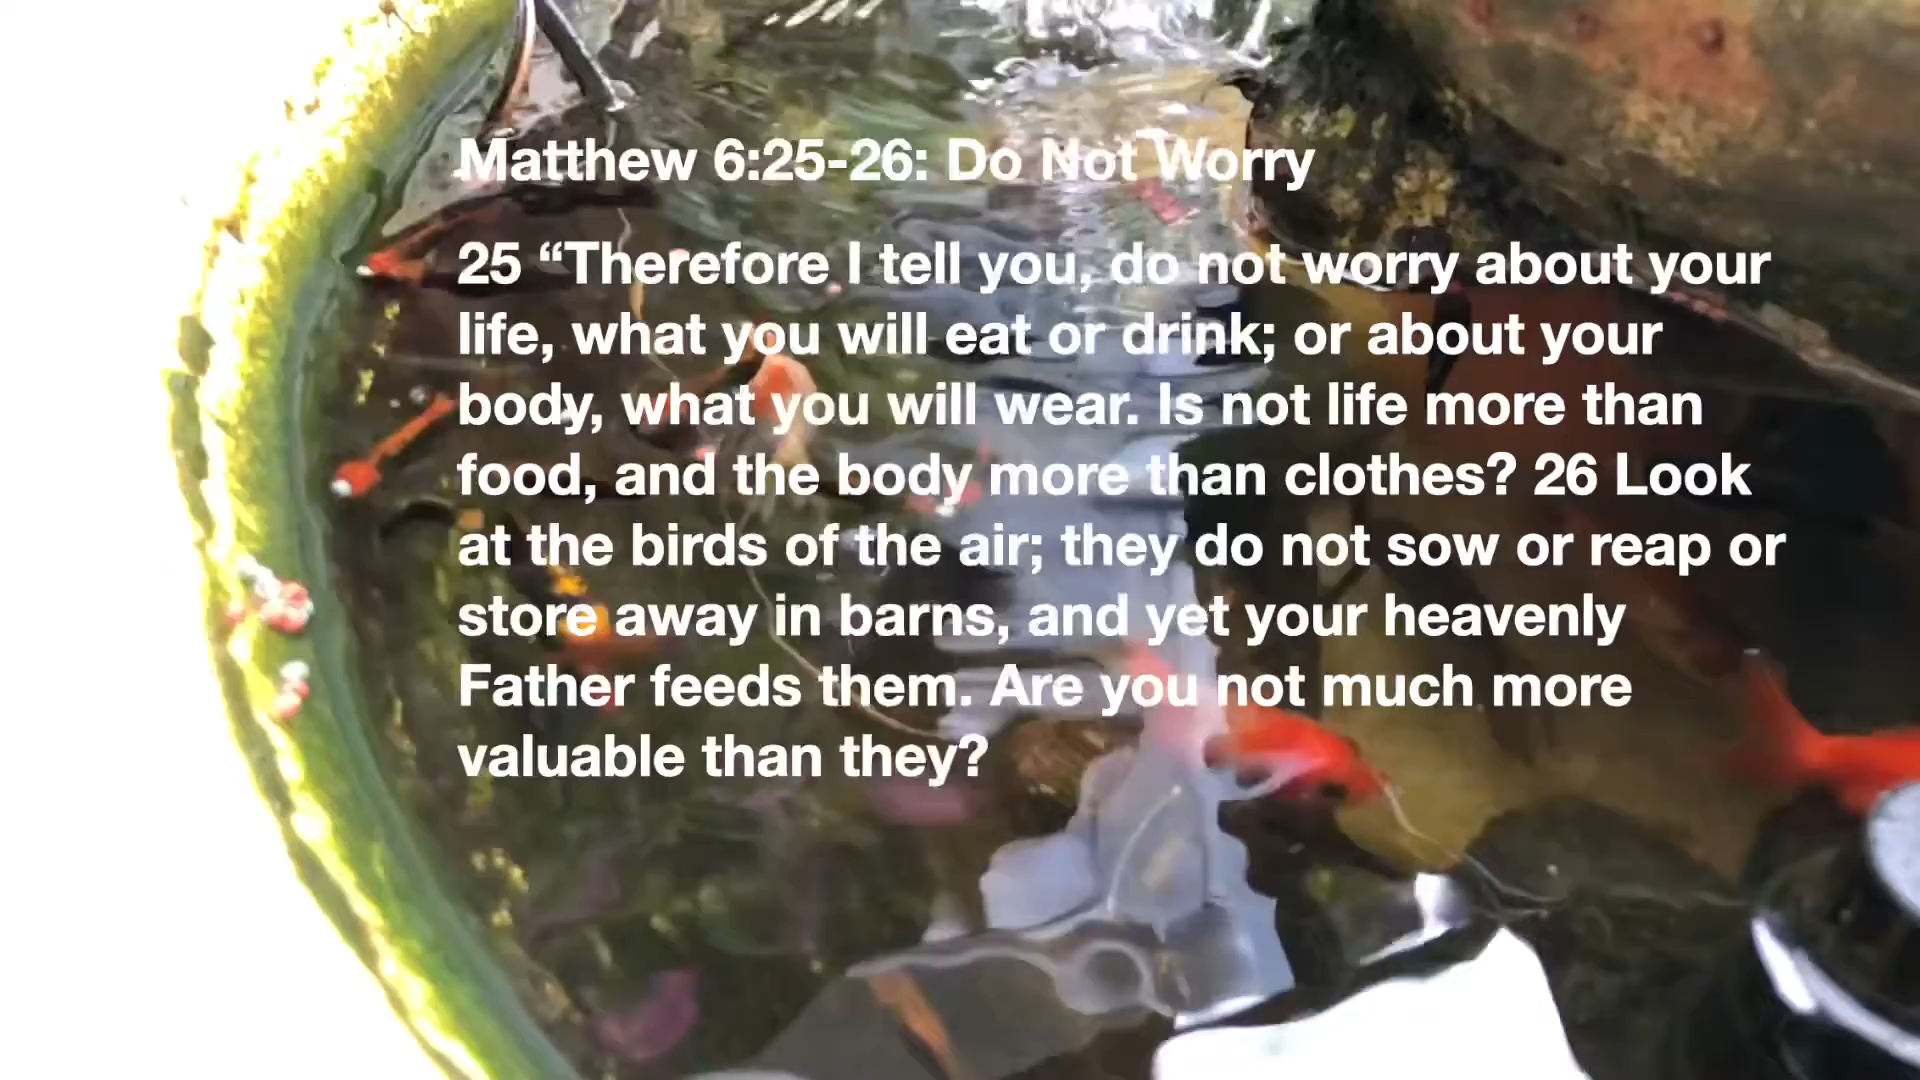 Matthew 6:25-26: Do Not Worry
25 “Therefore I tell you, do not worry about your
life, what you will eat or drink; or about your
body, what you will wear. Is not life more than
food, and the body more than clothes? 26 Look
at the birds of the air; they do not sow or reap or
store away in barns, and yet your heavenly
Father feeds them. Are you not much more
valuable than they?